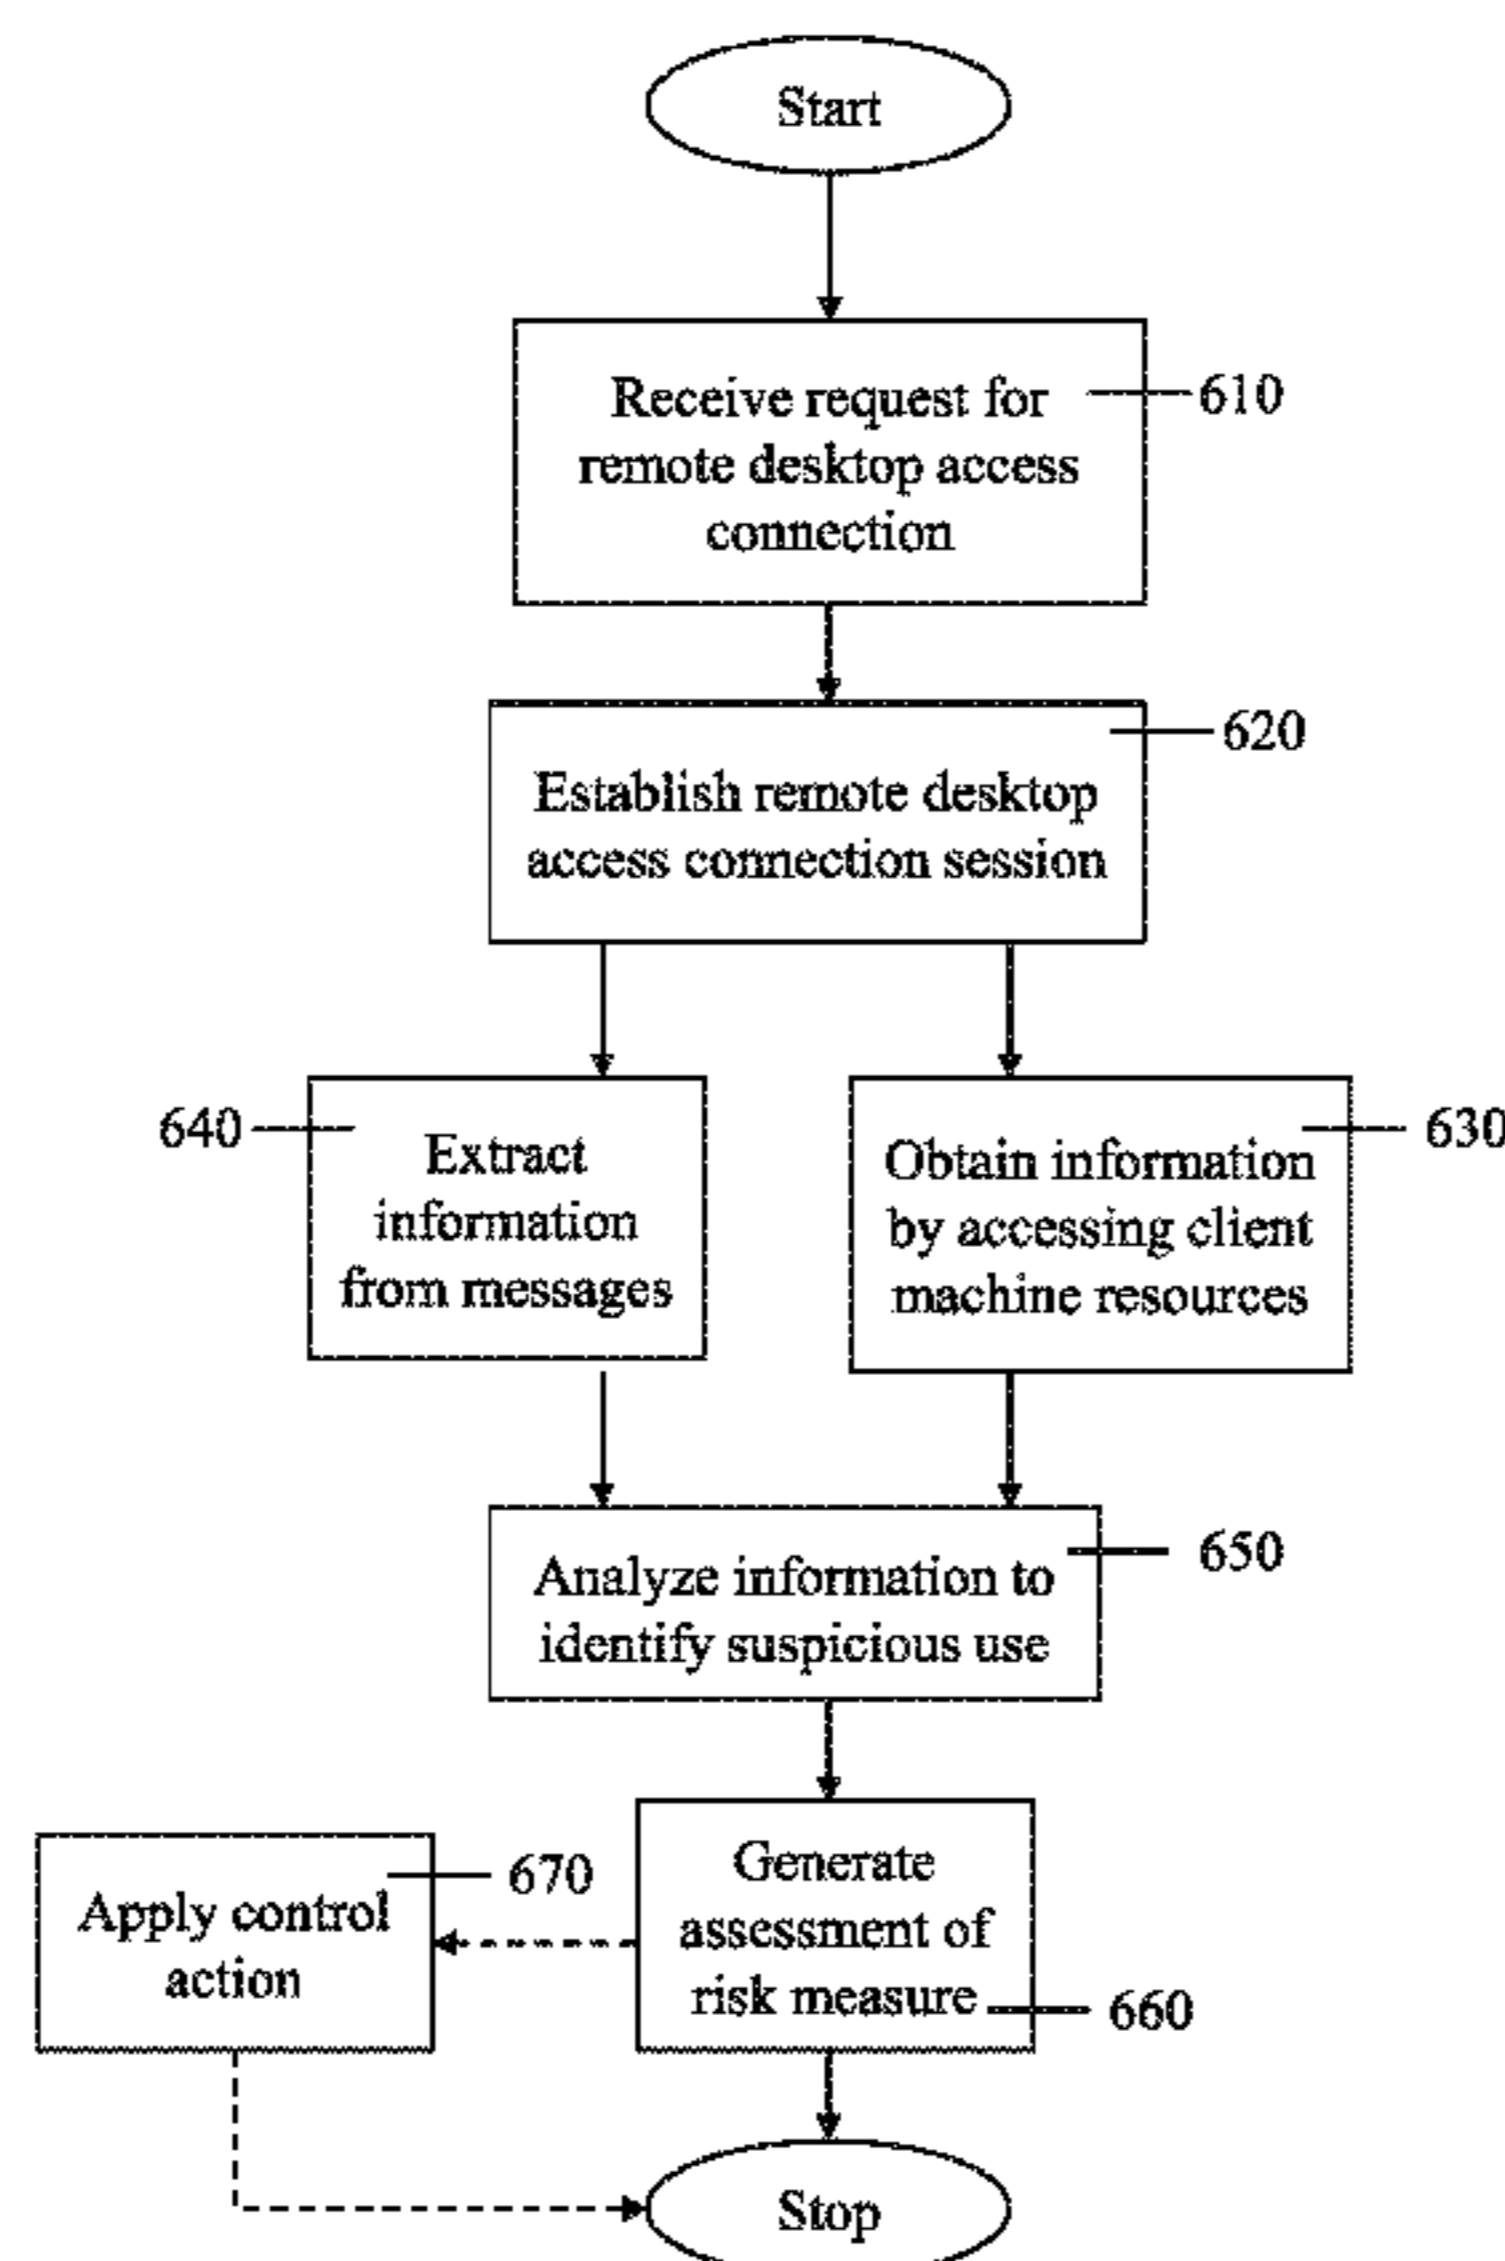 Start
Receive request for
remote desktop access
connection
610
Establish remote desktop
access connection session
620
640
Extract
information
from messages
Obtain information
by accessing client
machine resources
630
Analyze information to
identify suspicious use
650
Apply control
action
670
Generate
assessment of
risk measure
660
Stop